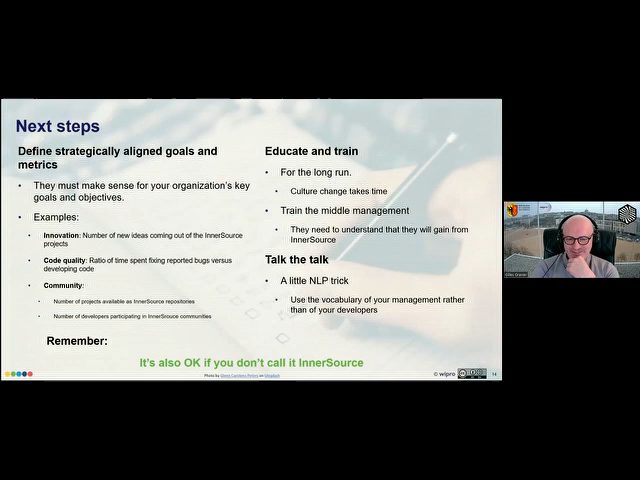 Next steps
Define strategically aligned goals and
metrics
• They must make sense for your organization's key
goals and objectives.
• Examples:
• Innovation: Number of new ideas coming out of the InnerSource
projects
• Code quality: Ratio of time spent fixing reported bugs versus
developing code
• Community:
• Number of projects available as InnerSource repositories
• Number of developers participating in InnerSrouce communities
Educate and train
• For the long run.
• Culture change takes time
• Train the middle management
• They need to understand that they will gain from
InnerSource
Talk the talk
• A little NLP trick
• Use the vocabulary of your management rather
than of your developers
Remember:
It's also OK if you don't call it InnerSource
© wipro
14